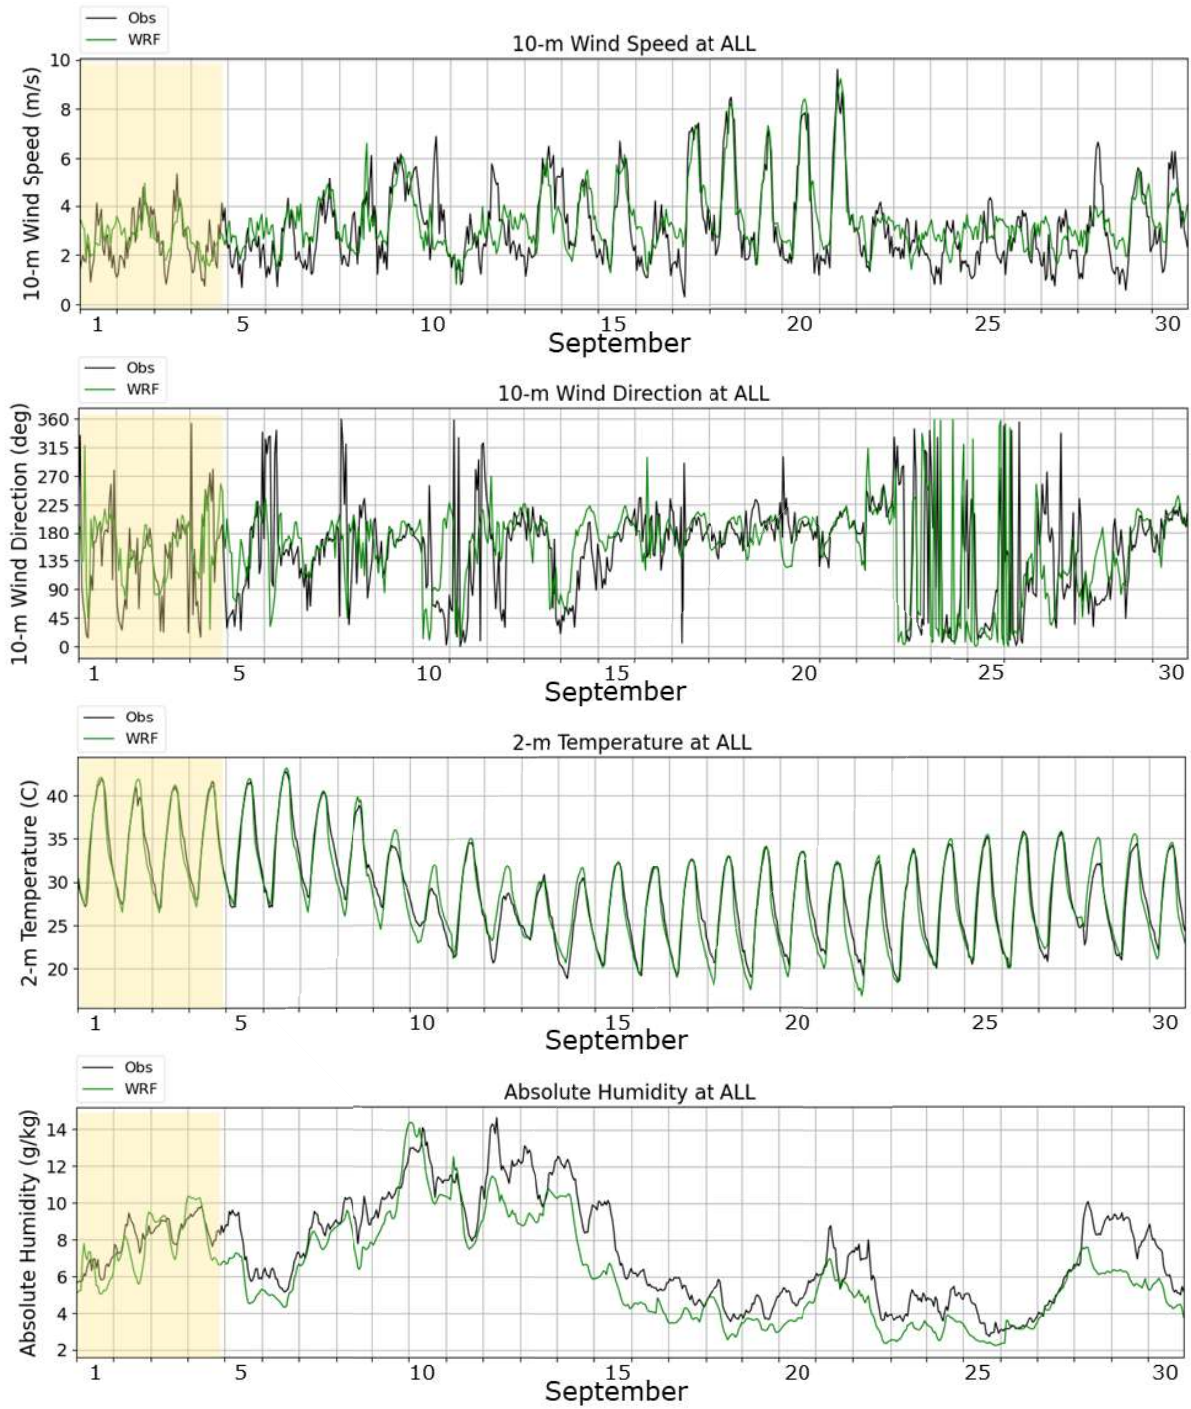 Obs
WRF
10-m Wind Speed at ALL
10-m Wind Speed (m/s)
10
8
6
4
2
0
1 5 10 15 20 25 30
September
Obs
WRF
10-m Wind Direction at ALL
10-m Wind Direction (deg)
360
315
270
225
180
135
90
45
0
1 5 10 15 20 25 30
September
Obs
WRF
2-m Temperature at ALL
2-m Temperature (C)
40
35
30
25
20
1 5 10 15 20 25 30
September
Obs
WRF
Absolute Humidity at ALL
Absolute Humidity (g/kg)
14
12
10
8
6
4
2
1 5 10 15 20 25 30
September